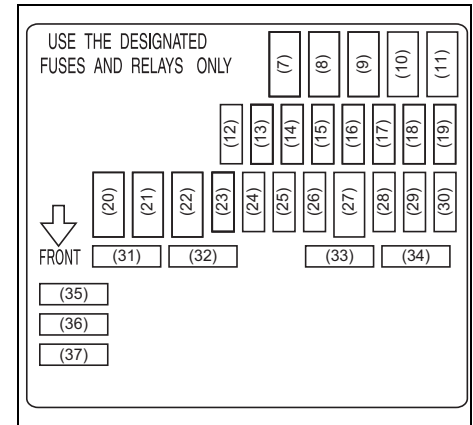 USE THE DESIGNATED
FUSES AND RELAYS ONLY
(7) (8) (9) (10) (11)
(12) (13) (14) (15) (16) (17) (18) (19)
(20) (21) (22) (23) (24) (25) (26) (27) (28) (29) (30)
FRONT (31) (32) (33) (34)
(35)
(36)
(37)